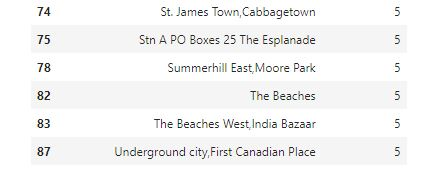 74 St. James Town,Cabbagetown 5
75 Stn A PO Boxes 25 The Esplanade 5
78 Summerhill East,Moore Park 5
82 The Beaches 5
83 The Beaches West,India Bazaar 5
87 Underground city,First Canadian Place 5